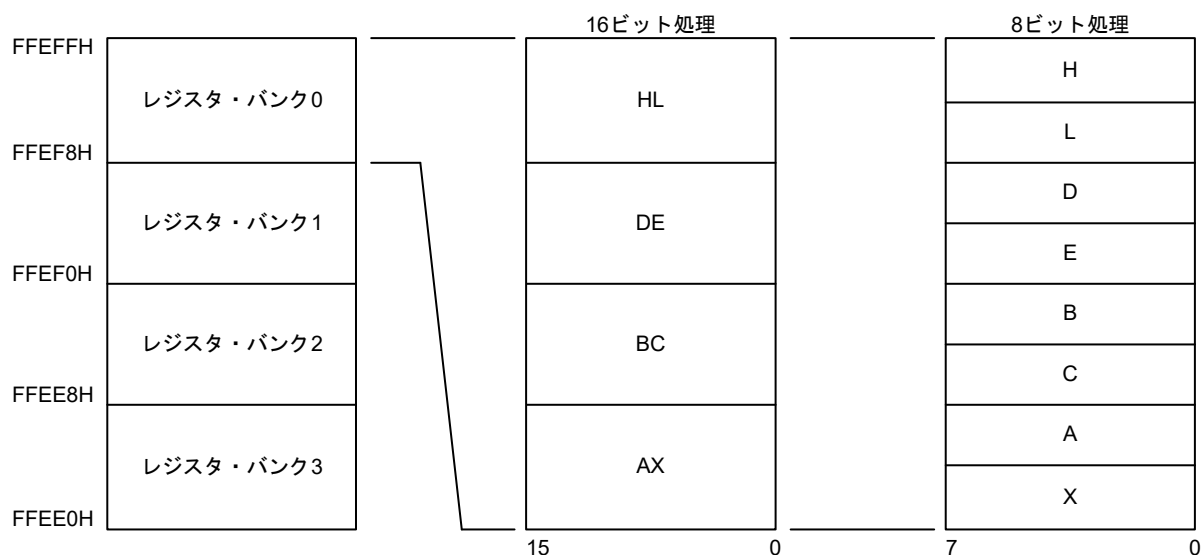 16ビット処理
8ビット処理
FFEFFH
レジスタ・バンク0
HL
H
L
FFEF8H
レジスタ・バンク1
DE
D
E
FFEF0H
レジスタ・バンク2
BC
B
C
FFEE8H
レジスタ・バンク3
AX
A
X
FFEE0H
15
0
7
0